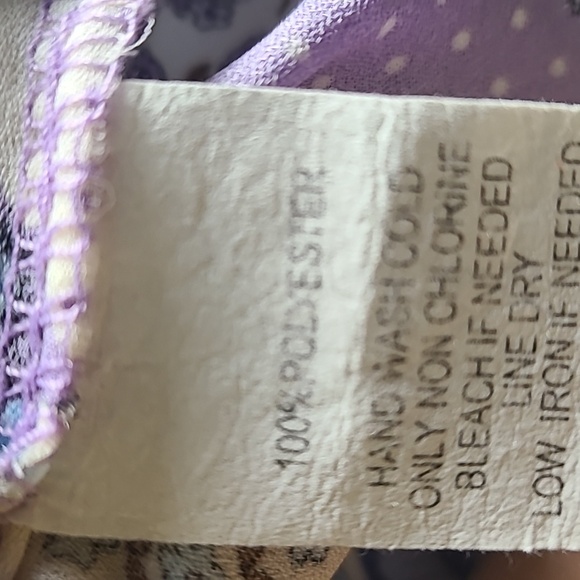 100% POLYESTER
HAND WASH COLD
ONLY NON CHLORINE
BLEACH IF NEEDED
LINE DRY
LOW IRON IF NEEDED